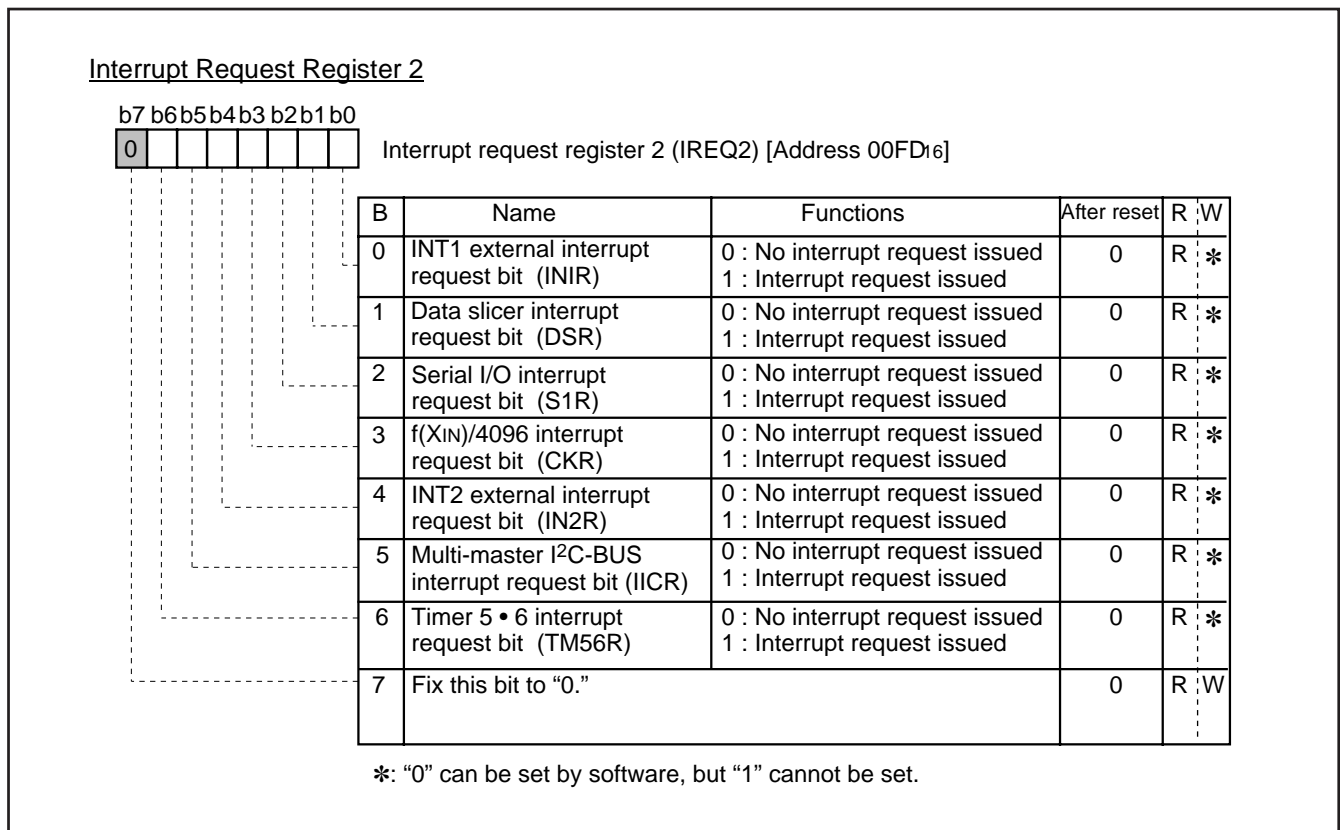 Interrupt Request Register 2
b7 b6 b5 b4 b3 b2 b1 b0
0
Interrupt request register 2 (IREQ2) [Address 00FD16]
B Name Functions After reset R W
0 INT1 external interrupt request bit (INIR) 0 : No interrupt request issued 1 : Interrupt request issued 0 R ✻
1 Data slicer interrupt request bit (DSR) 0 : No interrupt request issued 1 : Interrupt request issued 0 R ✻
2 Serial I/O interrupt request bit (S1R) 0 : No interrupt request issued 1 : Interrupt request issued 0 R ✻
3 f(XIN)/4096 interrupt request bit (CKR) 0 : No interrupt request issued 1 : Interrupt request issued 0 R ✻
4 INT2 external interrupt request bit (IN2R) 0 : No interrupt request issued 1 : Interrupt request issued 0 R ✻
5 Multi-master I2C-BUS interrupt request bit (IICR) 0 : No interrupt request issued 1 : Interrupt request issued 0 R ✻
6 Timer 5 • 6 interrupt request bit (TM56R) 0 : No interrupt request issued 1 : Interrupt request issued 0 R ✻
7 Fix this bit to “0.” 0 R W
✻: “0” can be set by software, but “1” cannot be set.